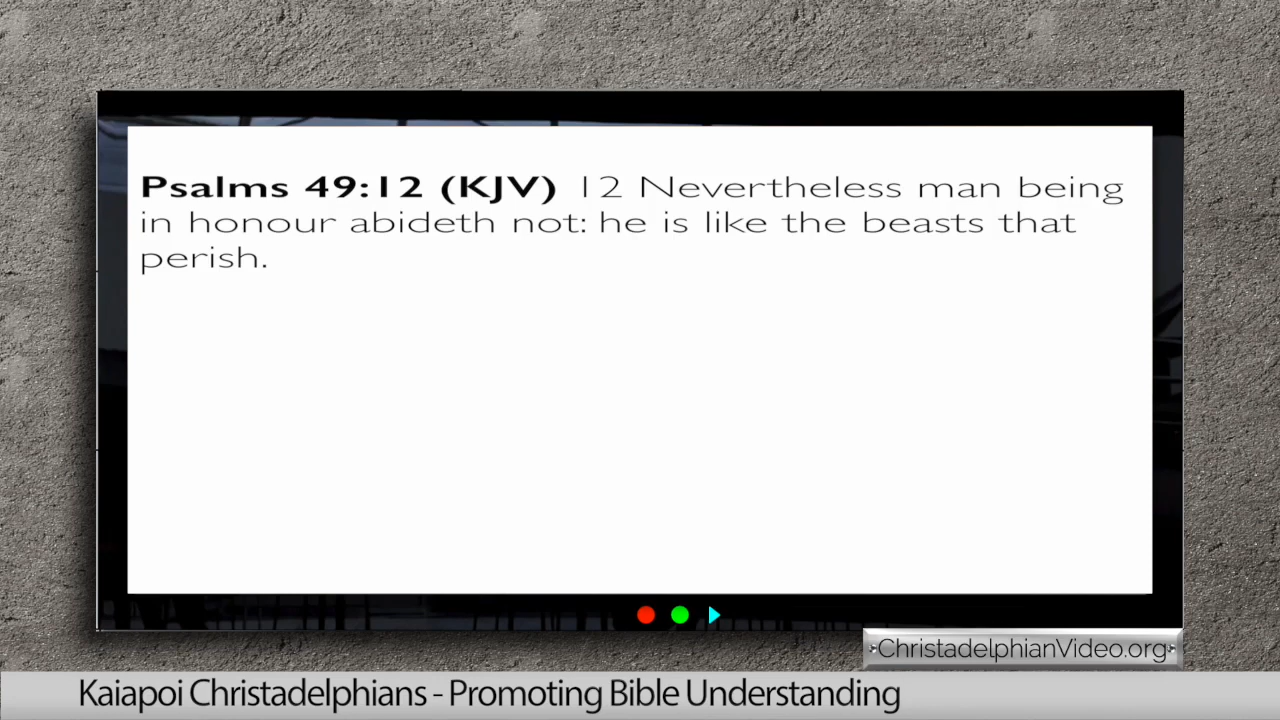 Psalms 49:12 (KJV) 12 Nevertheless man being
in honour abideth not: he is like the beasts that
perish.
ChristadelphianVideo.org
Kaiapoi Christadelphians - Promoting Bible Understanding